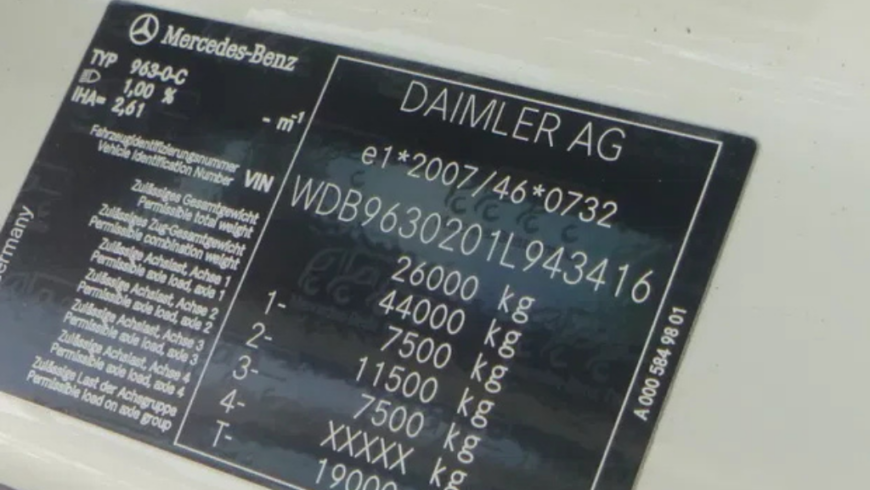 Mercedes-Benz
TYP 963-0-C
1,00 %
IHA= 2,61 - m⁻¹
DAIMLER AG
e1*2007/46*0732
Fahrzeugidentifizierungsnummer
Vehicle Identification Number VIN WDB9630201L943416
Zulässiges Gesamtgewicht
Permissible total weight 26000 kg
Zulässiges Zug-Gesamtgewicht
Permissible combination weight 44000 kg
Zulässige Achslast, Achse 1
Permissible axle load, axle 1 1- 7500 kg
Zulässige Achslast, Achse 2
Permissible axle load, axle 2 2- 11500 kg
Zulässige Achslast, Achse 3
Permissible axle load, axle 3 3- 7500 kg
Zulässige Achslast, Achse 4
Permissible axle load, axle 4 4- XXXXX kg
Zulässige Last der Achsgruppe
Permissible load on axle group T- 19000
A 000 584 98 01